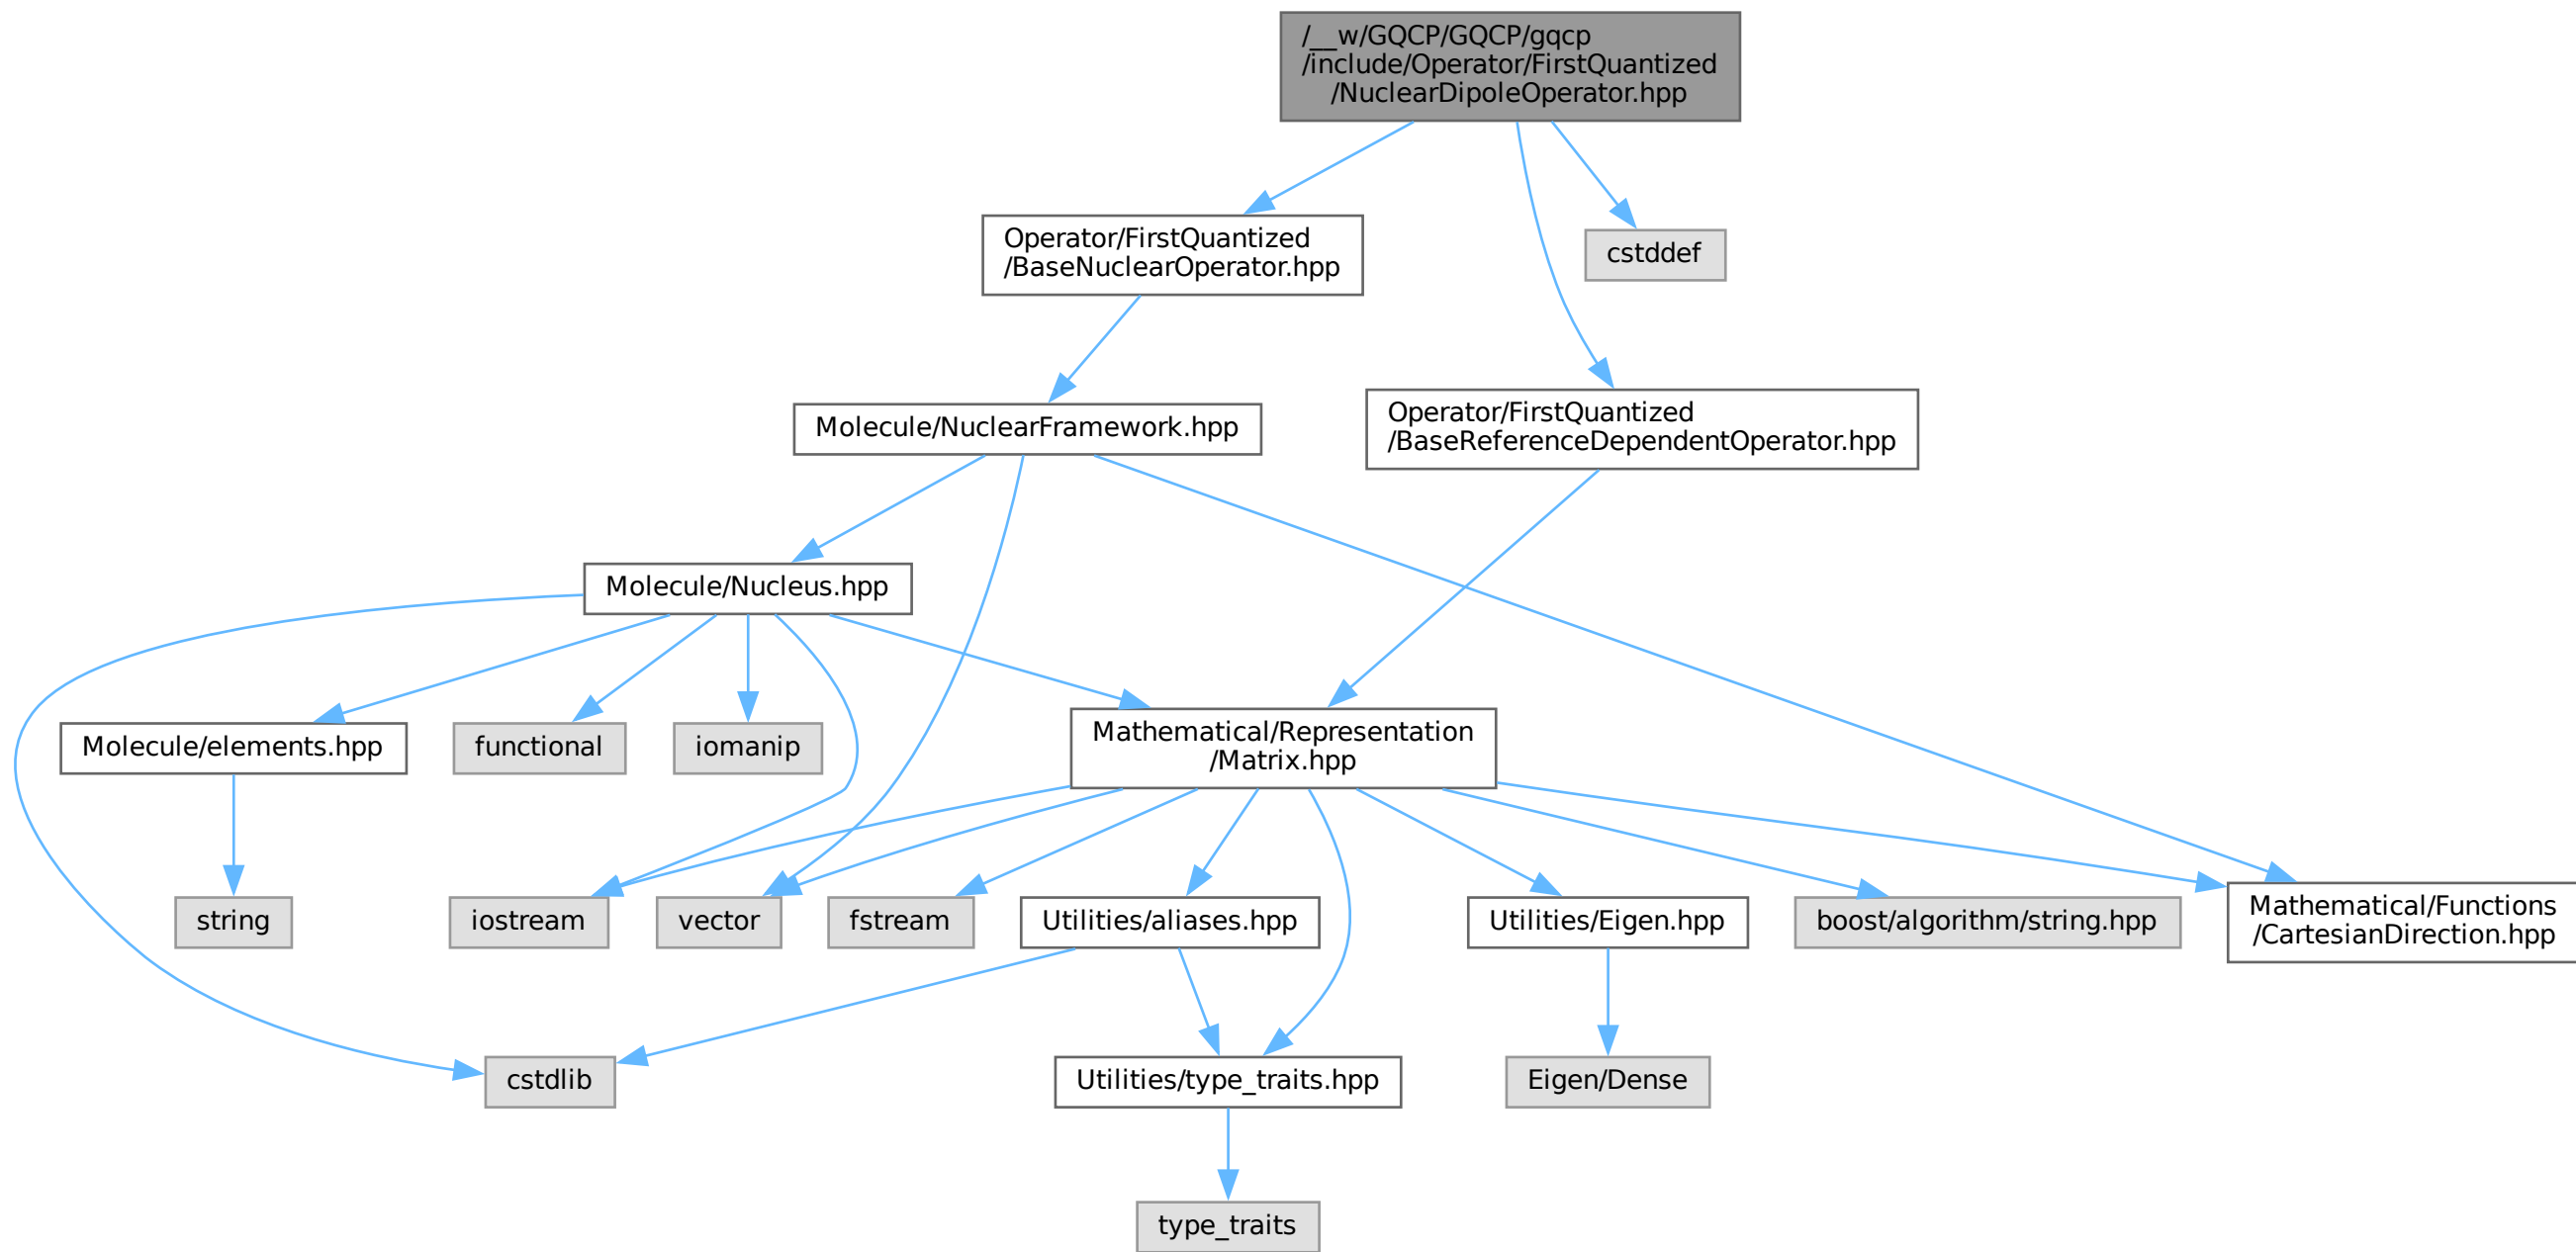 /__w/GQCP/GQCP/gqcp
/include/Operator/FirstQuantized
/NuclearDipoleOperator.hpp
Operator/FirstQuantized
/BaseNuclearOperator.hpp
cstddef
Molecule/NuclearFramework.hpp
Operator/FirstQuantized
/BaseReferenceDependentOperator.hpp
Molecule/Nucleus.hpp
Molecule/elements.hpp
functional
iomanip
Mathematical/Representation
/Matrix.hpp
string
iostream
vector
fstream
Utilities/aliases.hpp
Utilities/Eigen.hpp
boost/algorithm/string.hpp
Mathematical/Functions
/CartesianDirection.hpp
cstdlib
Utilities/type_traits.hpp
Eigen/Dense
type_traits